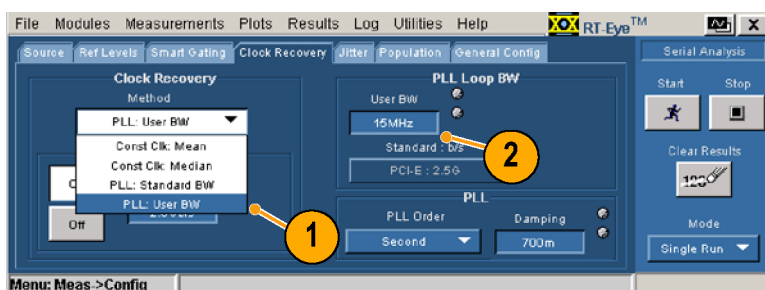 File Modules Measurements Plots Results Log Utilities Help RT-Eye™ X
Source Ref Levels Smart Gating Clock Recovery Jitter Population General Config Serial Analysis
Clock Recovery
Method
PLL: User BW
Const Clk: Mean
Const Clk: Median
PLL: Standard BW
PLL: User BW
Off
1
PLL Loop BW
User BW
15MHz
2
Standard : b/s
PCI-E : 2.5G
PLL
PLL Order Damping
Second 700m
Start Stop
Clear Results
123
Mode
Single Run
Menu: Meas->Config